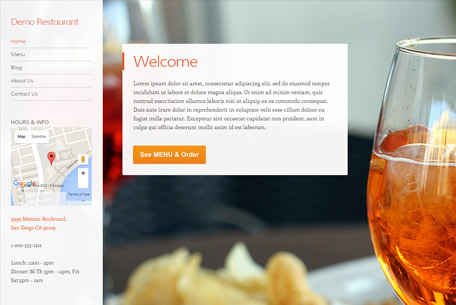 Demo Restaurant
Home
Menu
Blog
About Us
Contact Us
HOURS & INFO
Map Satellite
Google
Terms of Use
5995 Mission Boulevard,
San Diego CA 92109
1-202-555-1212
Lunch: 11am - 2pm
Dinner: M-Th 5pm - 11pm, Fri-
Sat:5pm - 1am
Welcome
Lorem ipsum dolor sit amet, consectetur adipisicing elit, sed do eiusmod tempor
incididunt ut labore et dolore magna aliqua. Ut enim ad minim veniam, quis
nostrud exercitation ullamco laboris nisi ut aliquip ex ea commodo consequat.
Duis aute irure dolor in reprehenderit in voluptate velit esse cillum dolore eu
fugiat nulla pariatur. Excepteur sint occaecat cupidatat non proident, sunt in
culpa qui officia deserunt mollit anim id est laborum.
See MENU & Order